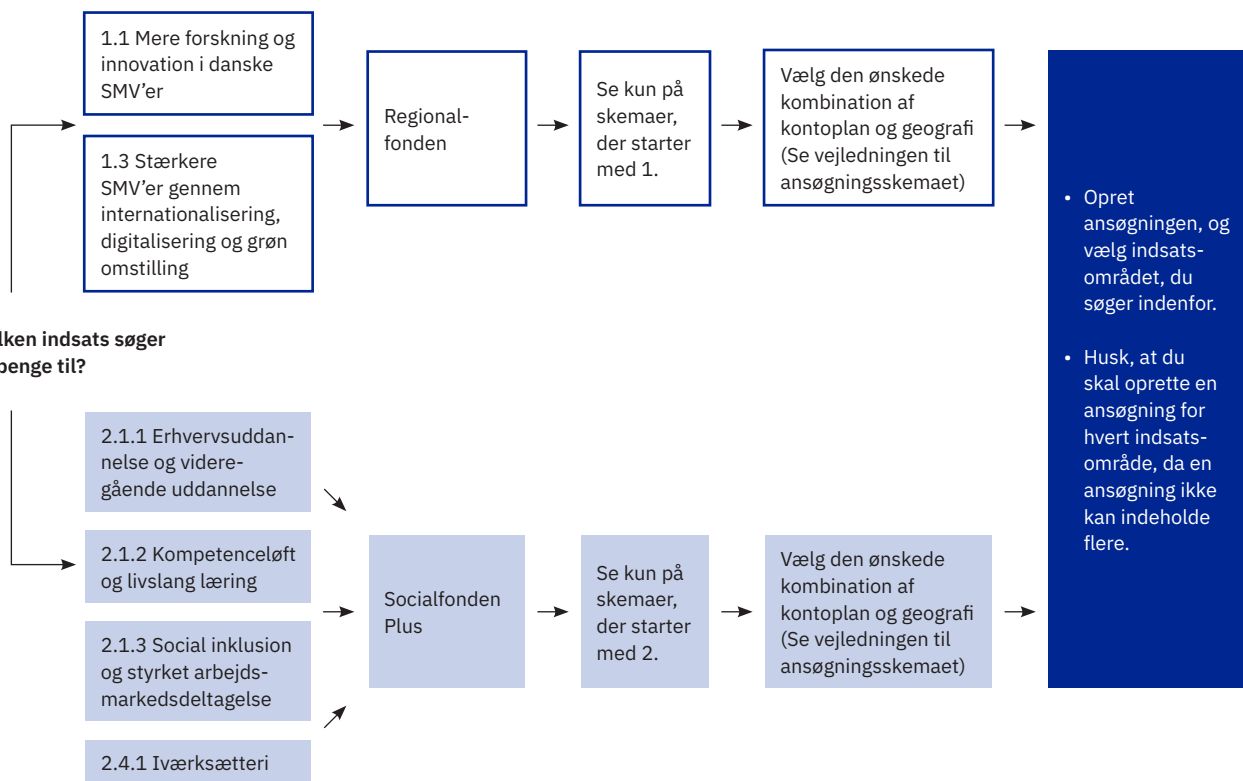 1.1 Mere forskning og
innovation i danske
SMV’er
1.3 Stærkere
SMV’er gennem
internationalisering,
digitalisering og grøn
omstilling
Regional-
fonden
Se kun på
skemaer,
der starter
med 1.
Vælg den ønskede
kombination af
kontoplan og geografi
(Se vejledningen til
ansøgningsskemaet)
indsats søger
penge til?
2.1.1 Erhvervsuddan-
nelse og videre-
gående uddannelse
2.1.2 Kompetenceløft
og livslang læring
2.1.3 Social inklusion
og styrket arbejds-
markedsdeltagelse
2.4.1 Iværksætteri
Socialfonden
Plus
Se kun på
skemaer,
der starter
med 2.
Vælg den ønskede
kombination af
kontoplan og geografi
(Se vejledningen til
ansøgningsskemaet)
• Opret
ansøgningen, og
vælg indsats-
området, du
søger indenfor.
• Husk, at du
skal oprette en
ansøgning for
hvert indsats-
område, da en
ansøgning ikke
kan indeholde
flere.